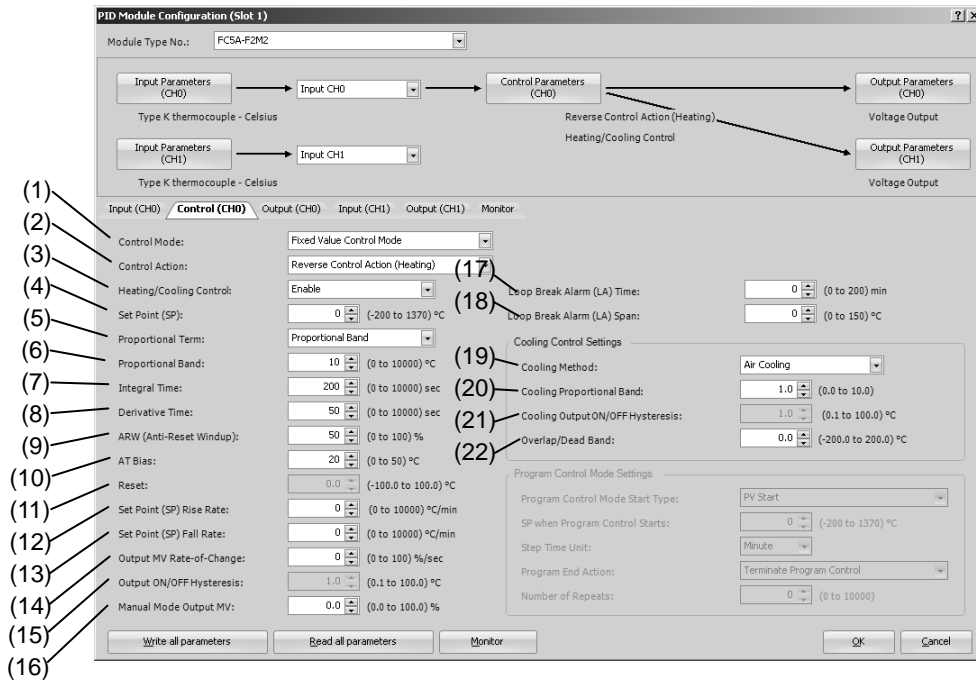 PID Module Configuration (Slot 1)
Module Type No.: FC5A-F2M2
Input Parameters (CH0)
Input CH0
Control Parameters (CH0)
Output Parameters (CH0)
Type K thermocouple - Celsius
Reverse Control Action (Heating)
Voltage Output
Heating/Cooling Control
Input Parameters (CH1)
Input CH1
Output Parameters (CH1)
Type K thermocouple - Celsius
Voltage Output
Input (CH0) Control (CH0) Output (CH0) Input (CH1) Output (CH1) Monitor
(1) Control Mode: Fixed Value Control Mode
(2) Control Action: Reverse Control Action (Heating)
(3) Heating/Cooling Control: Enable
(4) Set Point (SP): 0 (-200 to 1370) °C
(5) Proportional Term: Proportional Band
(6) Proportional Band: 10 (0 to 10000) °C
(7) Integral Time: 200 (0 to 10000) sec
(8) Derivative Time: 50 (0 to 10000) sec
(9) ARW (Anti-Reset Windup): 50 (0 to 100) %
(10) AT Bias: 20 (0 to 50) °C
(11) Reset: 0.0 (-100.0 to 100.0) °C
(12) Set Point (SP) Rise Rate: 0 (0 to 10000) °C/min
(13) Set Point (SP) Fall Rate: 0 (0 to 10000) °C/min
(14) Output MV Rate-of-Change: 0 (0 to 100) %/sec
(15) Output ON/OFF Hysteresis: 1.0 (0.1 to 100.0) °C
(16) Manual Mode Output MV: 0.0 (0.0 to 100.0) %
(17) Loop Break Alarm (LA) Time: 0 (0 to 200) min
(18) Loop Break Alarm (LA) Span: 0 (0 to 150) °C
Cooling Control Settings
(19) Cooling Method: Air Cooling
(20) Cooling Proportional Band: 1.0 (0.0 to 10.0)
(21) Cooling OutputON/OFF Hysteresis: 1.0 (0.1 to 100.0) °C
(22) Overlap/Dead Band: 0.0 (-200.0 to 200.0) °C
Program Control Mode Settings
Program Control Mode Start Type: PV Start
SP when Program Control Starts: 0 (-200 to 1370) °C
Step Time Unit: Minute
Program End Action: Terminate Program Control
Number of Repeats: 0 (0 to 10000)
Write all parameters Read all parameters Monitor OK Cancel